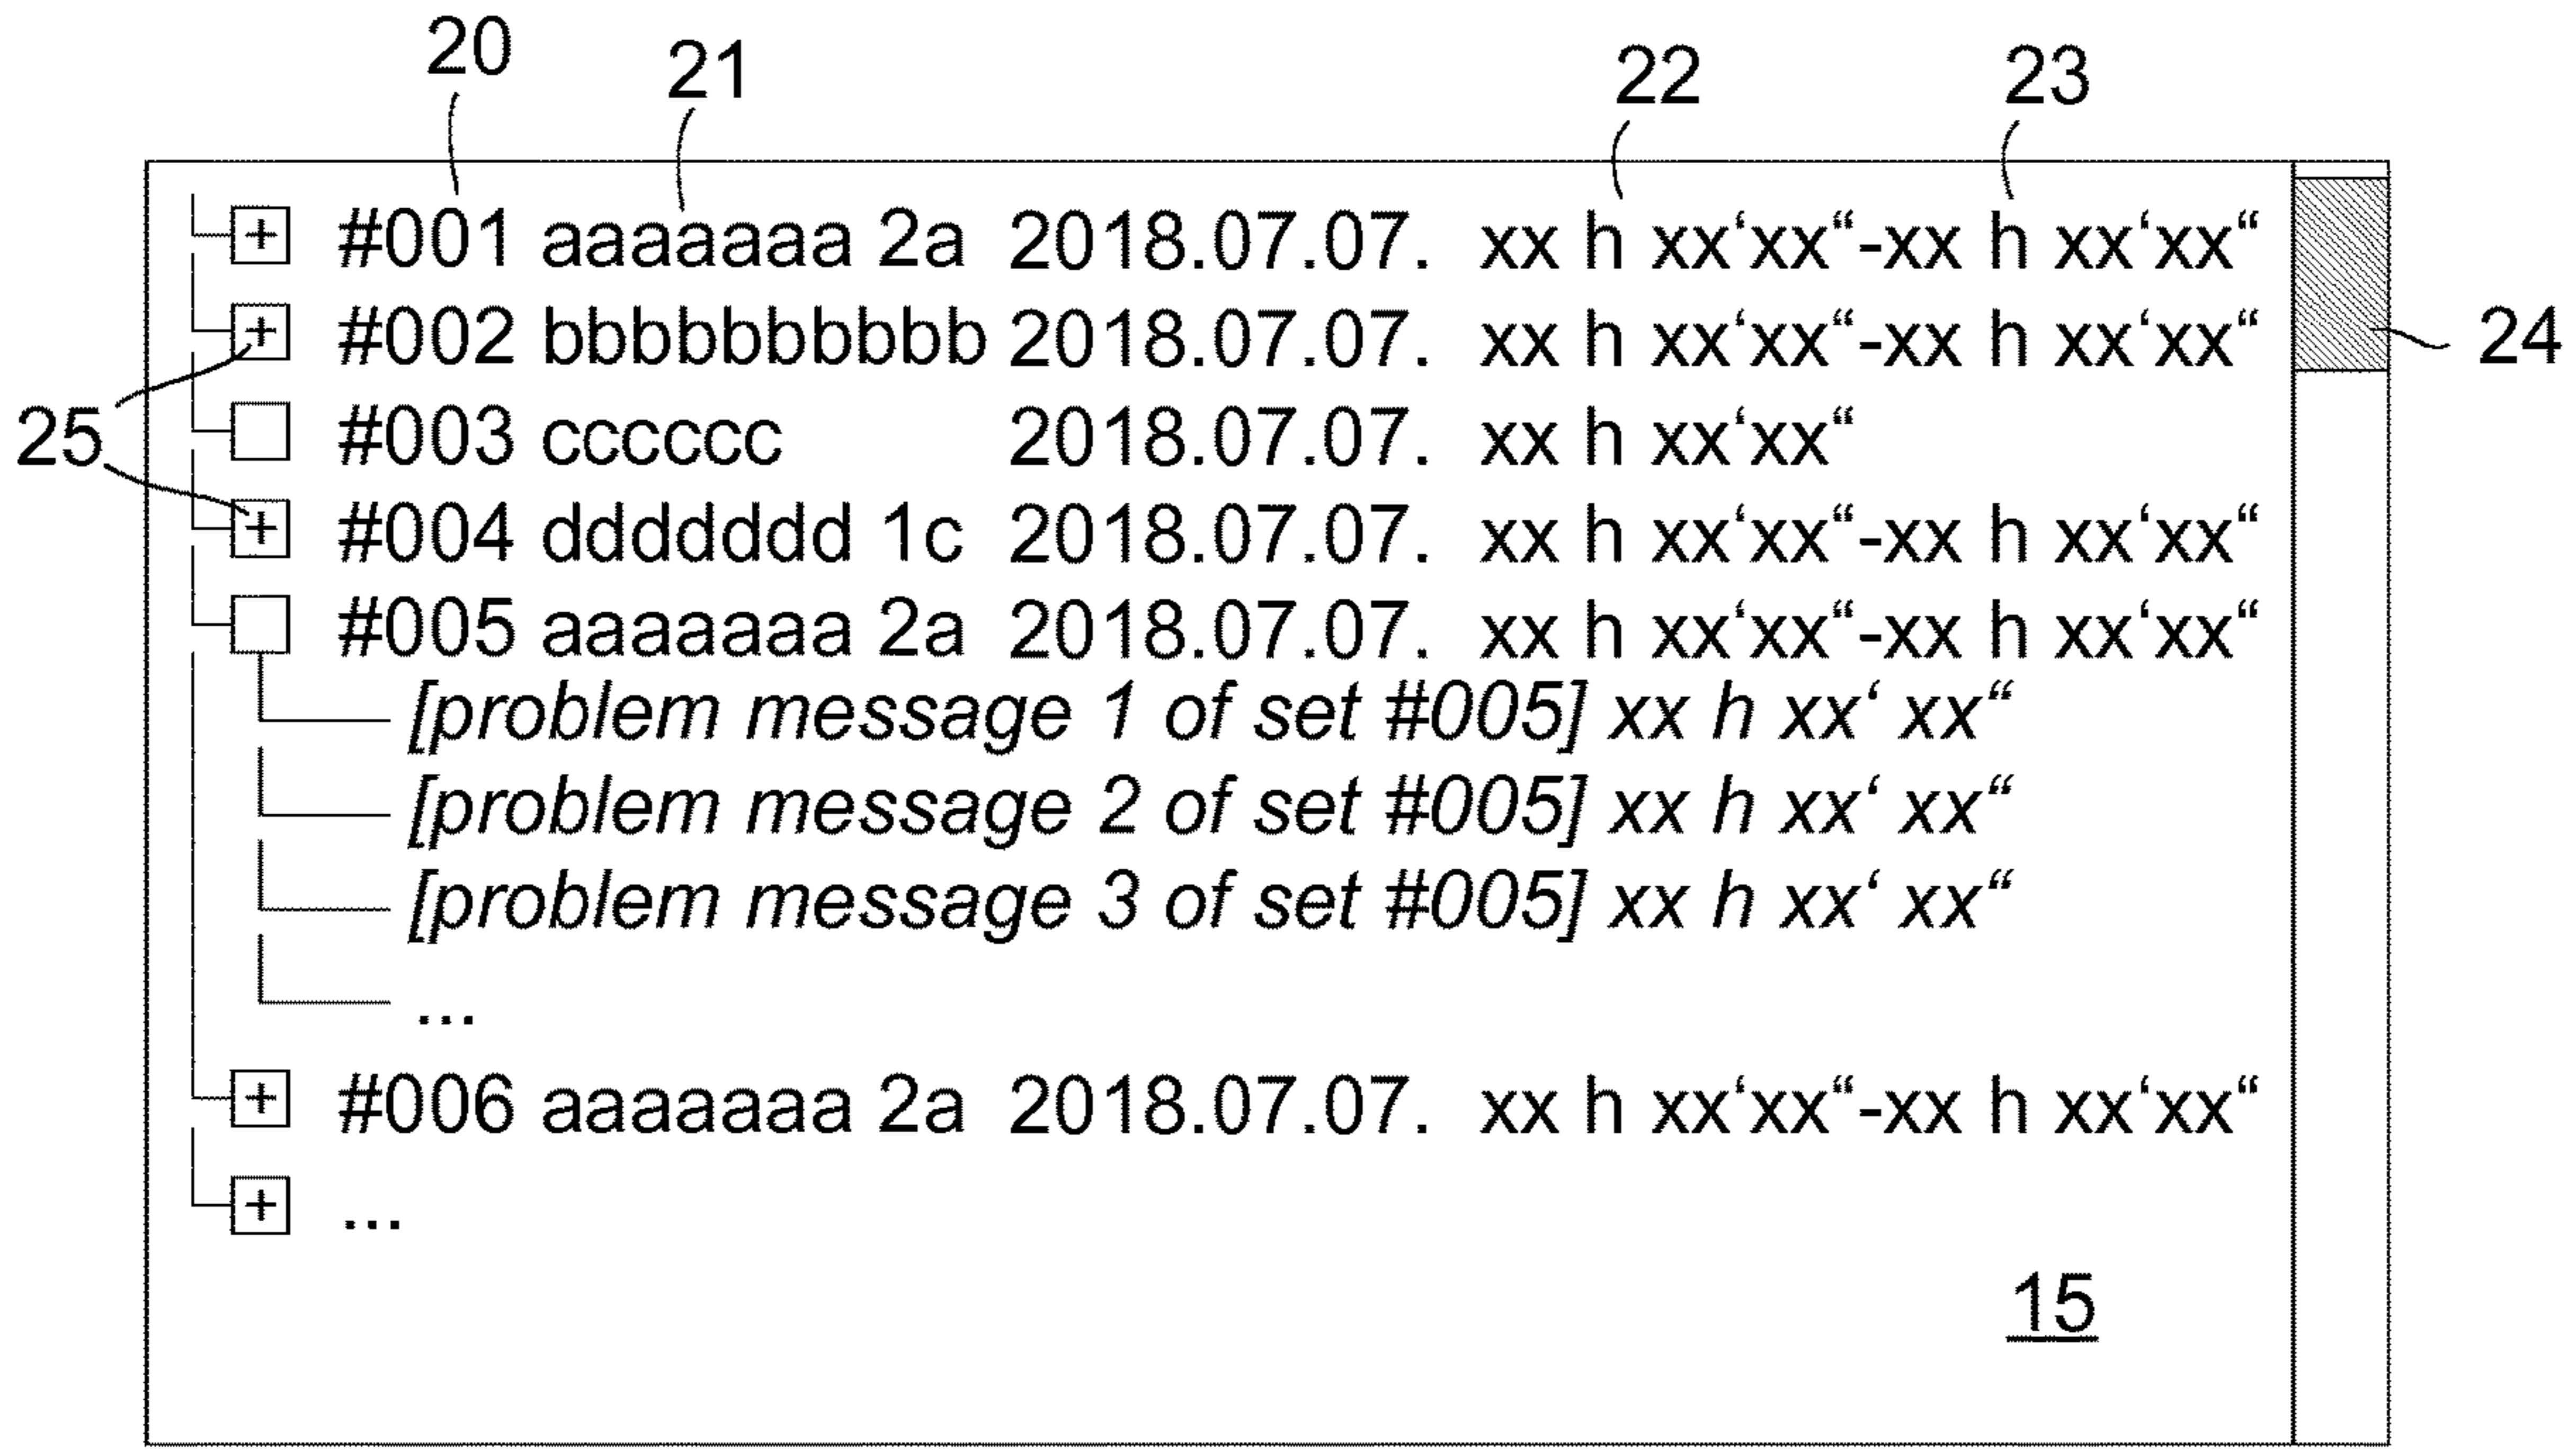 20 21 22 23
+ #001 aaaaaaa 2a 2018.07.07. xx h xx‘xx“-xx h xx‘xx“
+ #002 bbbbbbbbbb 2018.07.07. xx h xx‘xx“-xx h xx‘xx“
24
#003 cccccc 2018.07.07. xx h xx‘xx“
25
+ #004 ddddddd 1c 2018.07.07. xx h xx‘xx“-xx h xx‘xx“
#005 aaaaaaa 2a 2018.07.07. xx h xx‘xx“-xx h xx‘xx“
[problem message 1 of set #005] xx h xx‘ xx“
[problem message 2 of set #005] xx h xx‘ xx“
[problem message 3 of set #005] xx h xx‘ xx“
...
+ #006 aaaaaaa 2a 2018.07.07. xx h xx‘xx“-xx h xx‘xx“
+ ...
15